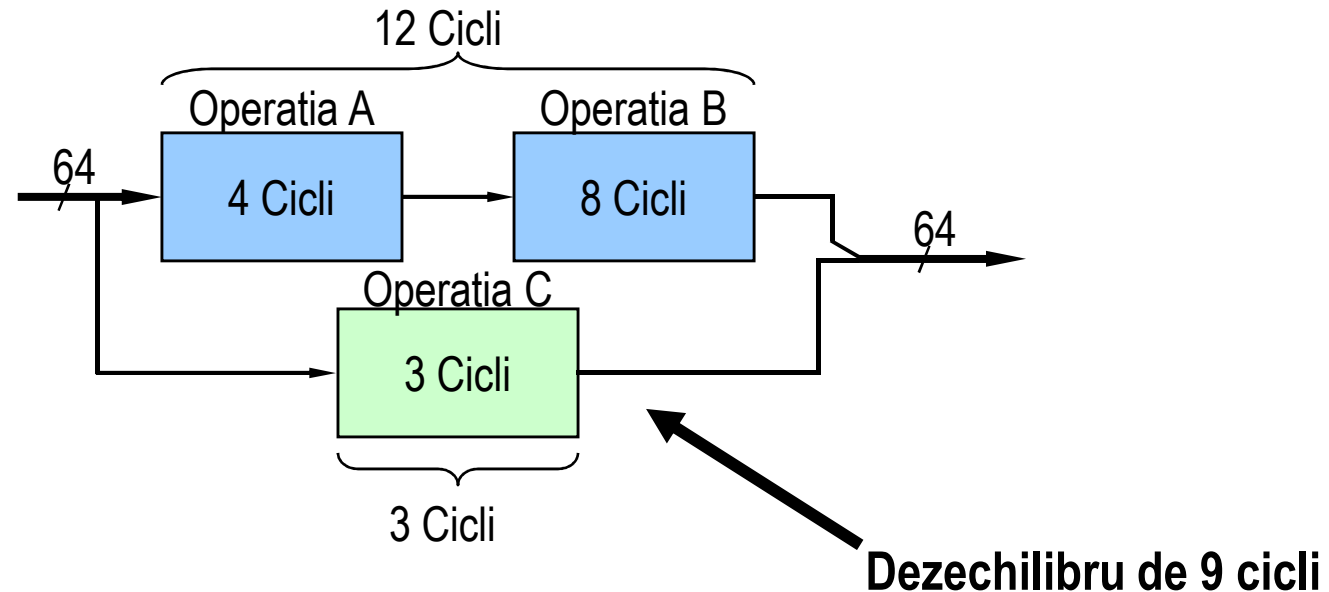 12 Cicli
Operatia A
Operatia B
64
4 Cicli
8 Cicli
64
Operatia C
3 Cicli
3 Cicli
Dezechilibru de 9 cicli